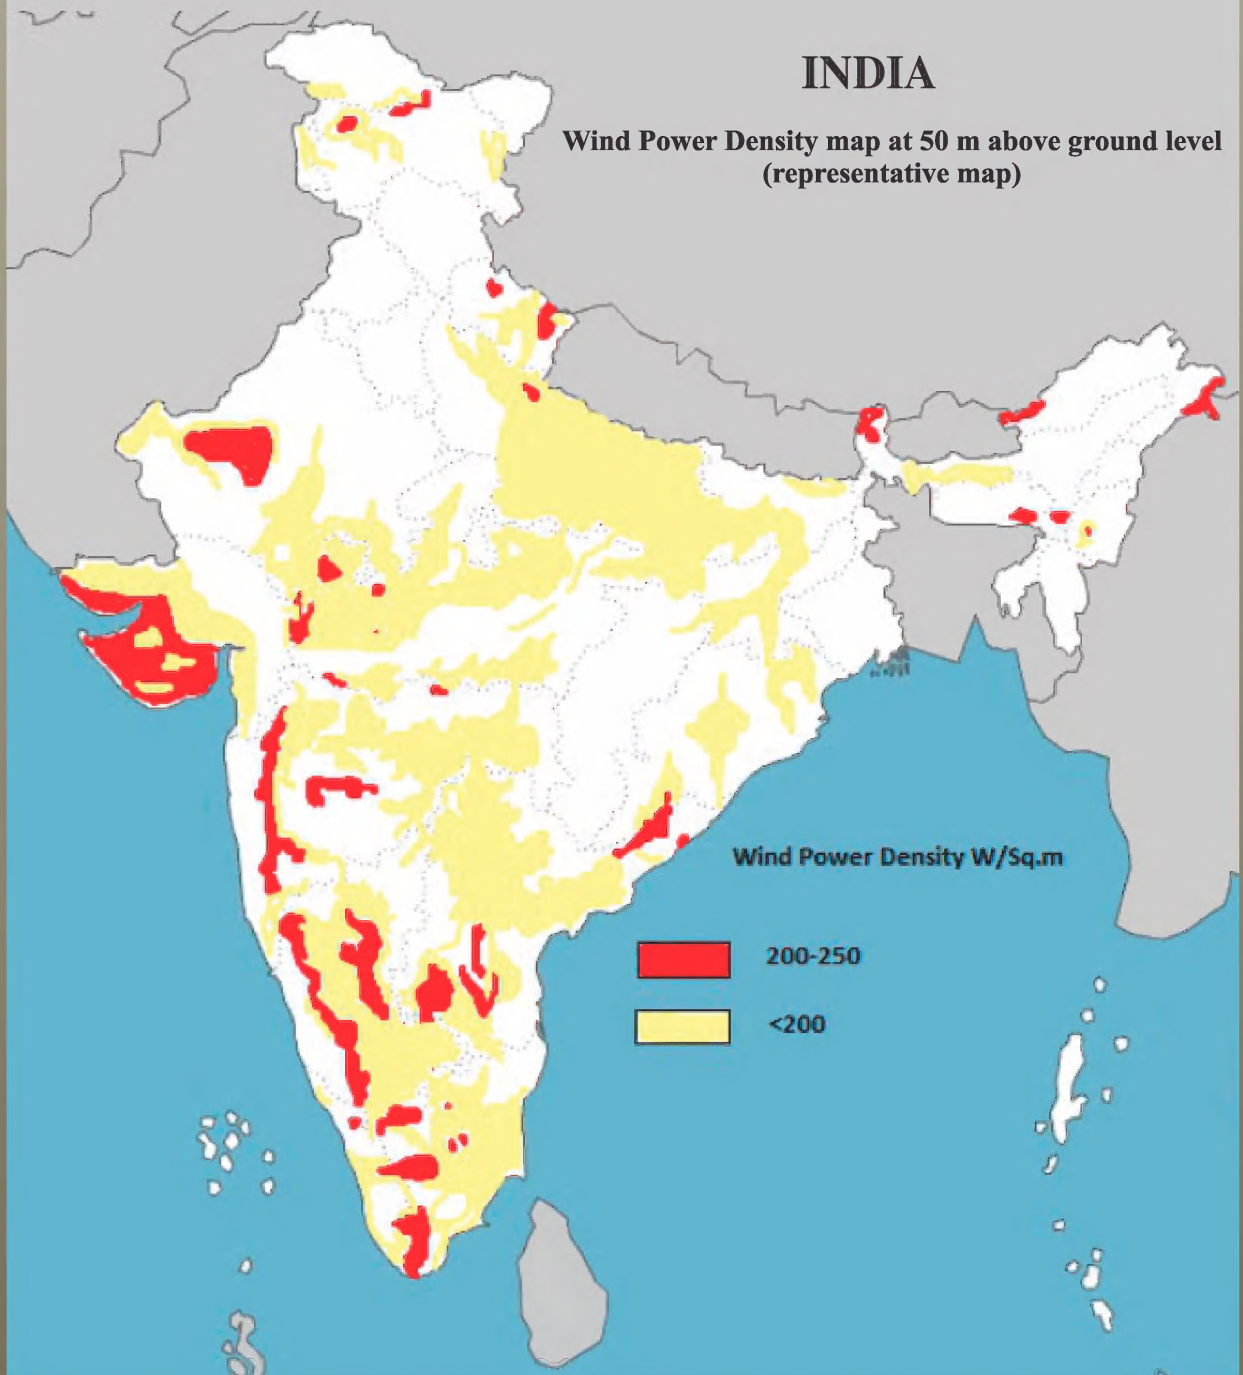 INDIA
Wind Power Density map at 50 m above ground level
(representative map)
Wind Power Density W/Sq.m
200-250
<200